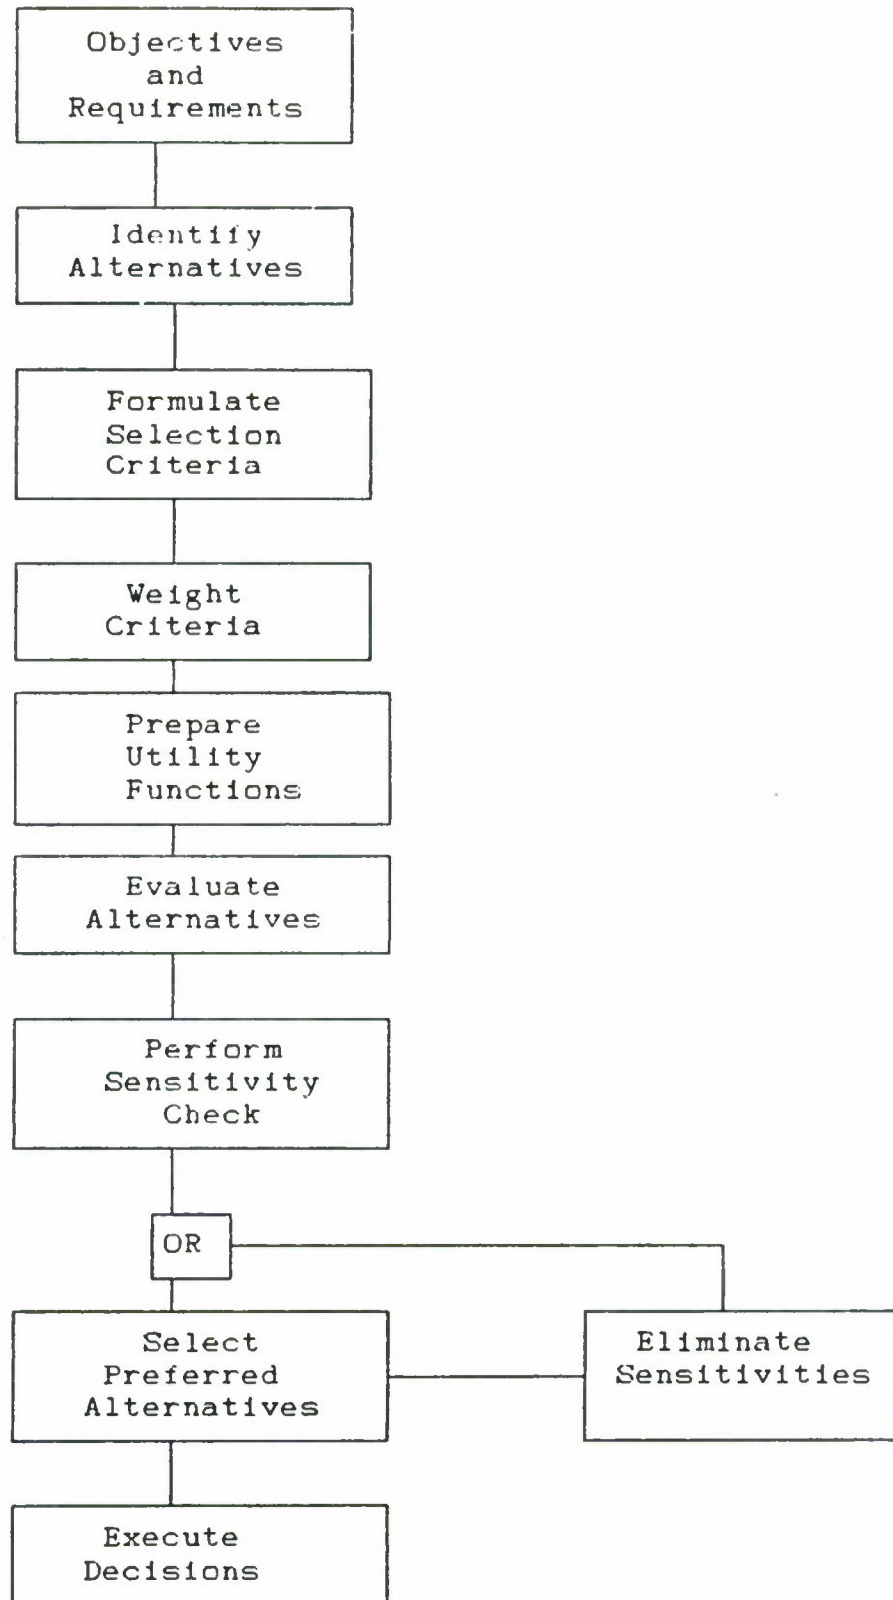 Objectives
and
Requirements
Identify
Alternatives
Formulate
Selection
Criteria
Weight
Criteria
Prepare
Utility
Functions
Evaluate
Alternatives
Perform
Sensitivity
Check
OR
Select
Preferred
Alternatives
Eliminate
Sensitivities
Execute
Decisions